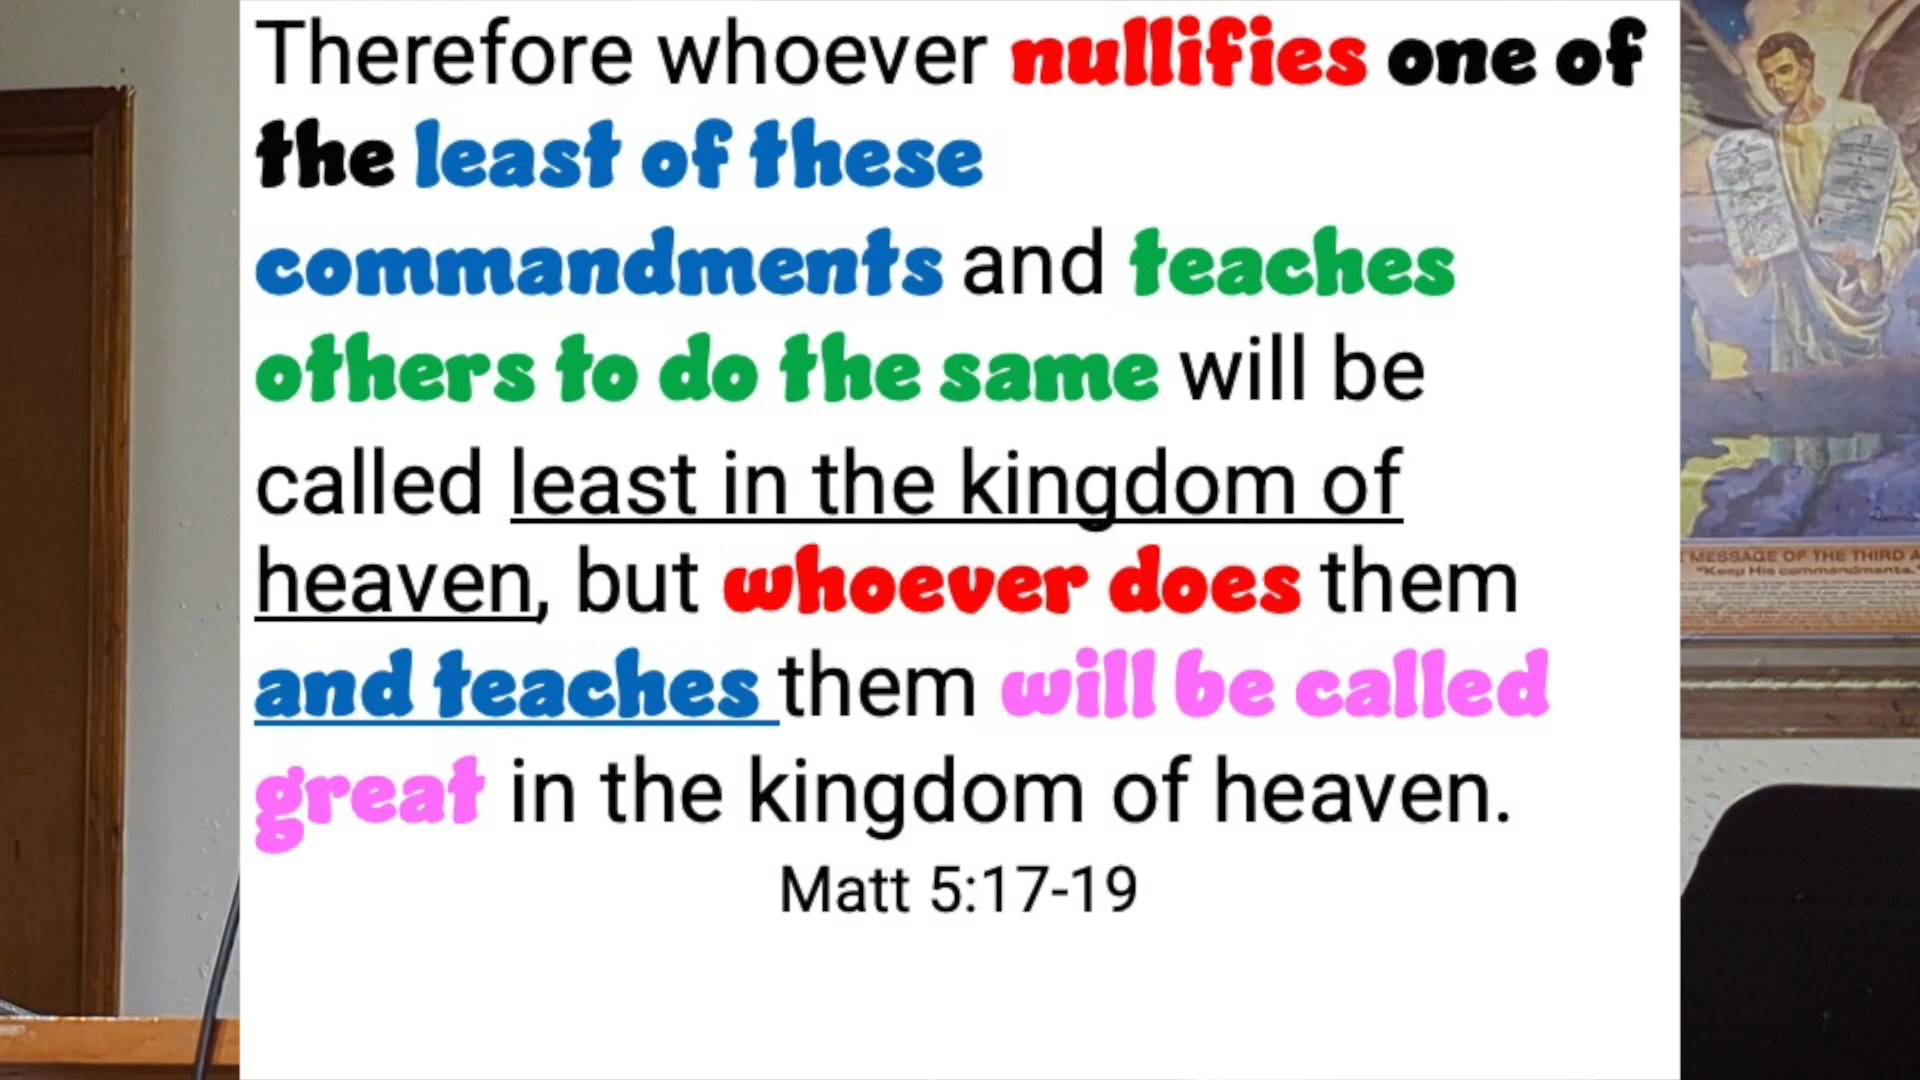 Therefore whoever nullifies one of
the least of these
commandments and teaches
others to do the same will be
called least in the kingdom of
heaven, but whoever does them
and teaches them will be called
great in the kingdom of heaven.
Matt 5:17-19
MESSAGE OF THE THIRD A
"Keep His commandments."